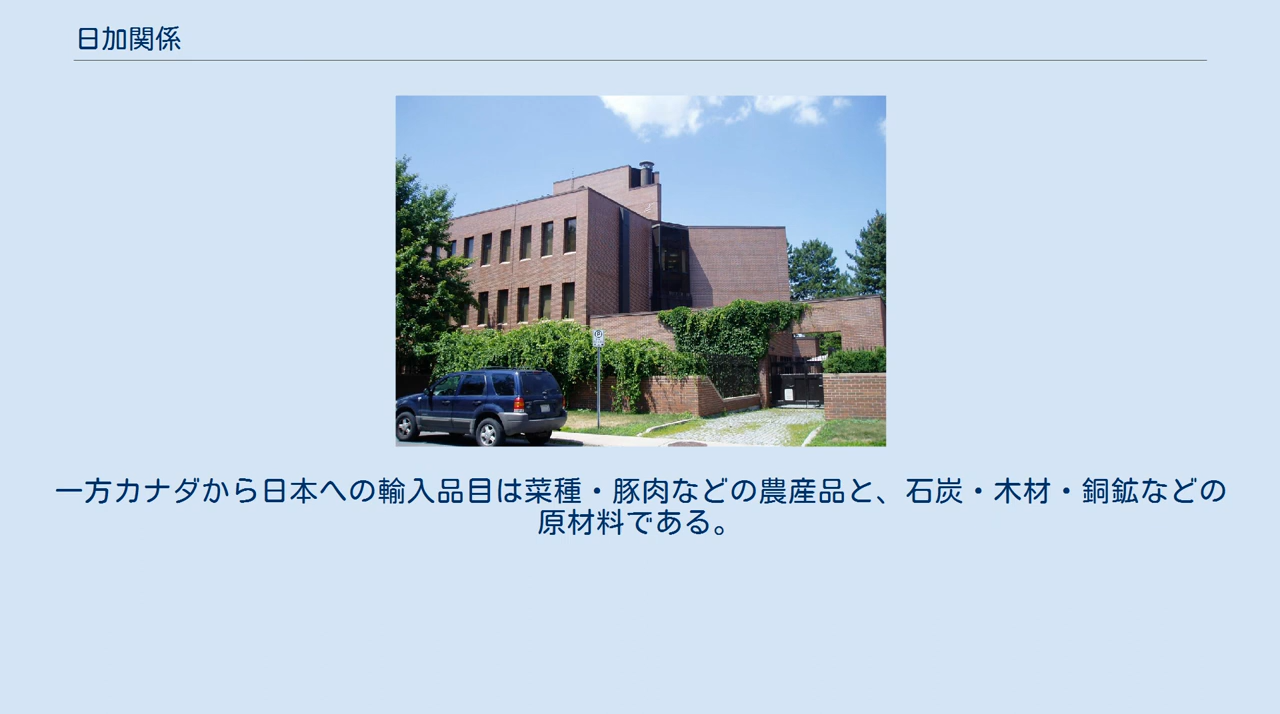 日加関係
一方カナダから日本への輸入品目は菜種・豚肉などの農産品と、石炭・木材・銅鉱などの
原材料である。